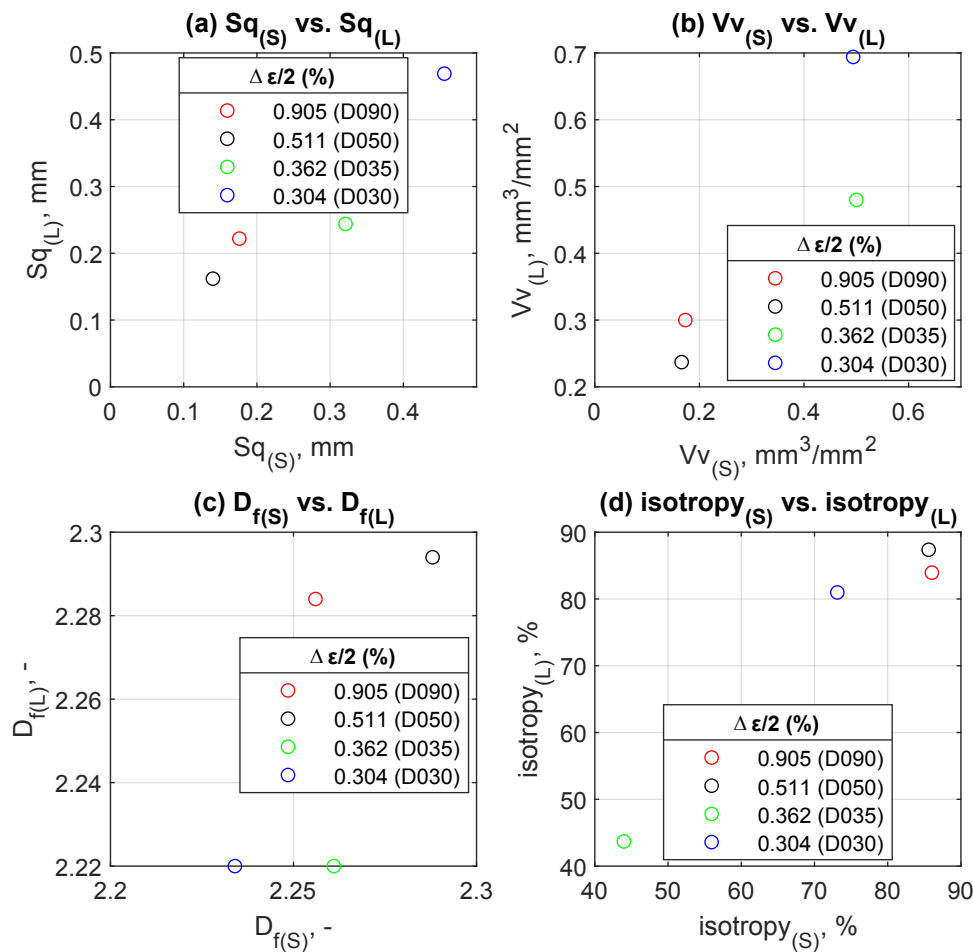 (a) Sq(S) vs. Sq(L)
0.5
0.4
0.3
0.2
0.1
0
Sq(L), mm
Δ ε/2 (%)
0.905 (D090)
0.511 (D050)
0.362 (D035)
0.304 (D030)
0 0.1 0.2 0.3 0.4
Sq(S), mm
(b) Vv(S) vs. Vv(L)
0.7
0.6
0.5
0.4
0.3
0.2
Vv(L), mm³/mm²
Δ ε/2 (%)
0.905 (D090)
0.511 (D050)
0.362 (D035)
0.304 (D030)
0 0.2 0.4 0.6
Vv(S), mm³/mm²
(c) Df(S) vs. Df(L)
2.3
2.28
2.26
2.24
2.22
Df(L), -
Δ ε/2 (%)
0.905 (D090)
0.511 (D050)
0.362 (D035)
0.304 (D030)
2.2 2.25 2.3
Df(S), -
(d) isotropy(S) vs. isotropy(L)
90
80
70
60
50
40
isotropy(L), %
Δ ε/2 (%)
0.905 (D090)
0.511 (D050)
0.362 (D035)
0.304 (D030)
40 50 60 70 80 90
isotropy(S), %